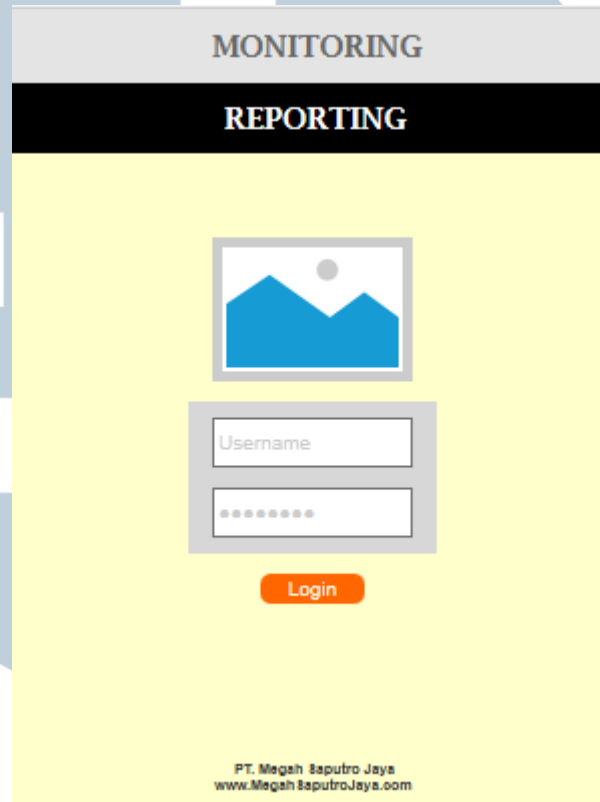 MONITORING
REPORTING
Username
Login
PT. Megah Saputro Jaya
www.MegahSaputroJaya.com